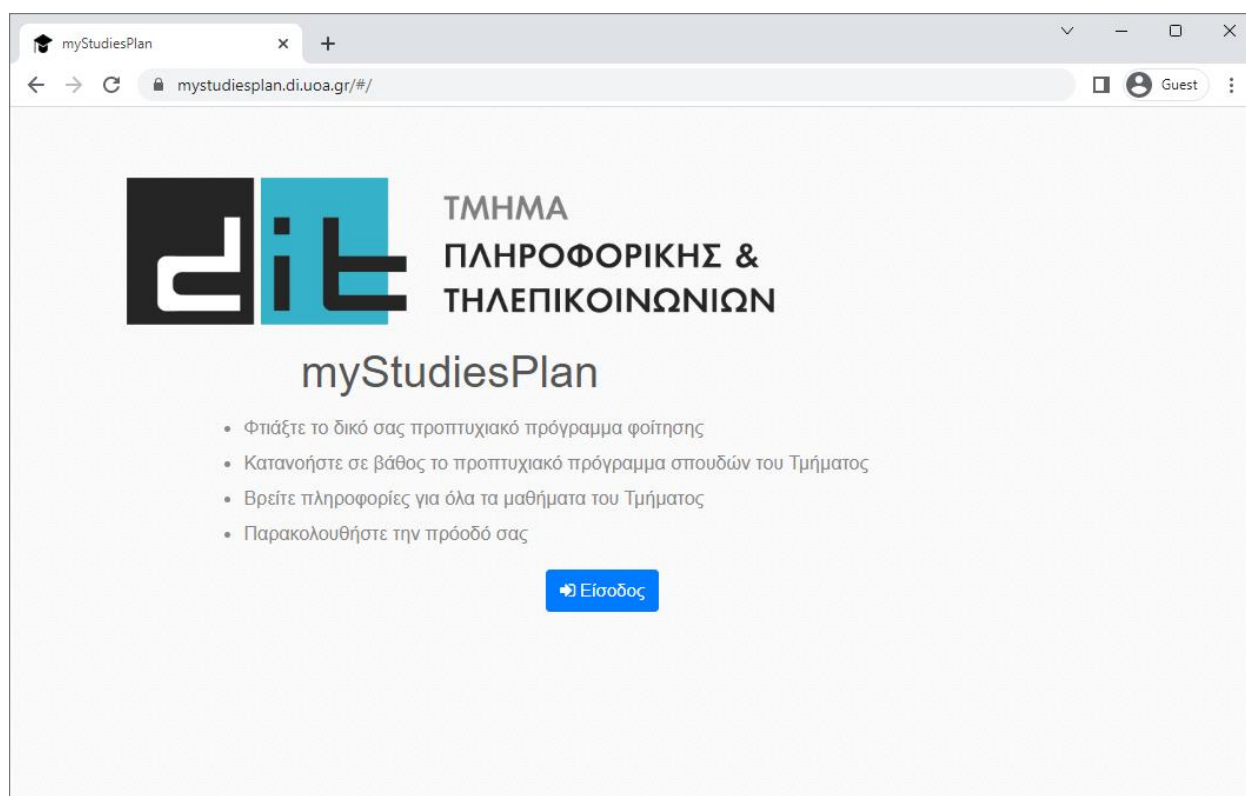 myStudiesPlan
mystudiesplan.di.uoa.gr/#/
Guest
dit
ΤΜΗΜΑ
ΠΛΗΡΟΦΟΡΙΚΗΣ &
ΤΗΛΕΠΙΚΟΙΝΩΝΙΩΝ
myStudiesPlan
• Φτιάξτε το δικό σας προπτυχιακό πρόγραμμα φοίτησης
• Κατανοήστε σε βάθος το προπτυχιακό πρόγραμμα σπουδών του Τμήματος
• Βρείτε πληροφορίες για όλα τα μαθήματα του Τμήματος
• Παρακολουθήστε την πρόοδό σας
Είσοδος